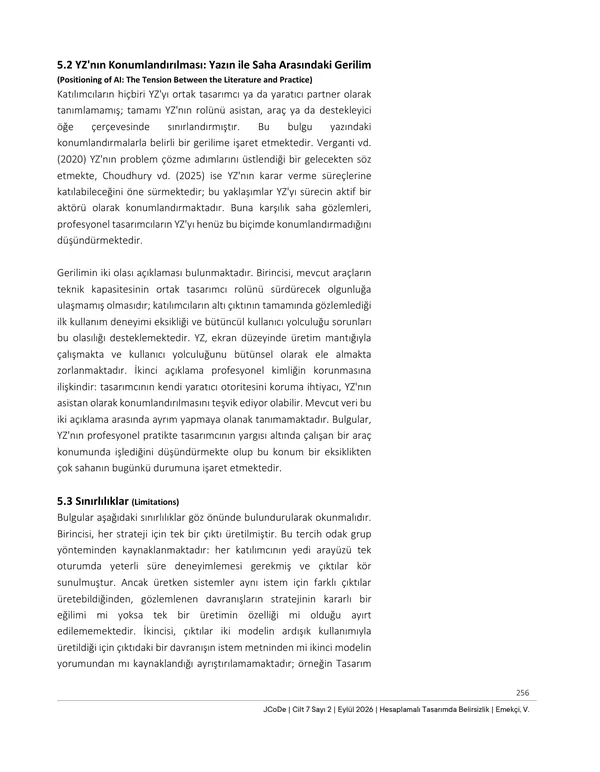 5.2 YZ'nın Konumlandırılması: Yazın ile Saha Arasındaki Gerilim
(Positioning of AI: The Tension Between the Literature and Practice)
Katılımcıların hiçbiri YZ'yı ortak tasarımcı ya da yaratıcı partner olarak
tanımlamamış; tamamı YZ'nın rolünü asistan, araç ya da destekleyici
öğe çerçevesinde sınırlandırmıştır. Bu bulgu yazındaki
konumlandırmalarla belirli bir gerilime işaret etmektedir. Verganti vd.
(2020) YZ'nın problem çözme adımlarını üstlendiği bir gelecekten söz
etmekte, Choudhury vd. (2025) ise YZ'nın karar verme süreçlerine
katılabileceğini öne sürmektedir; bu yaklaşımlar YZ'yı sürecin aktif bir
aktörü olarak konumlandırmaktadır. Buna karşılık saha gözlemleri,
profesyonel tasarımcıların YZ'yı henüz bu biçimde konumlandırmadığını
düşündürmektedir.
Gerilimin iki olası açıklaması bulunmaktadır. Birincisi, mevcut araçların
teknik kapasitesinin ortak tasarımcı rolünü sürdürecek olgunluğa
ulaşmamış olmasıdır; katılımcıların altı çıktının tamamında gözlemlediği
ilk kullanım deneyimi eksikliği ve bütüncül kullanıcı yolculuğu sorunları
bu olasılığı desteklemektedir. YZ, ekran düzeyinde üretim mantığıyla
çalışmakta ve kullanıcı yolculuğunu bütünsel olarak ele almakta
zorlanmaktadır. İkinci açıklama profesyonel kimliğin korunmasına
ilişkindir: tasarımcının kendi yaratıcı otoritesini koruma ihtiyacı, YZ'nın
asistan olarak konumlandırılmasını teşvik ediyor olabilir. Mevcut veri bu
iki açıklama arasında ayrım yapmaya olanak tanımamaktadır. Bulgular,
YZ'nın profesyonel pratikte tasarımcının yargısı altında çalışan bir araç
konumunda işlediğini düşündürmekte olup bu konum bir eksiklikten
çok sahanın bugünkü durumuna işaret etmektedir.
5.3 Sınırlılıklar (Limitations)
Bulgular aşağıdaki sınırlılıklar göz önünde bulundurularak okunmalıdır.
Birincisi, her strateji için tek bir çıktı üretilmiştir. Bu tercih odak grup
yönteminden kaynaklanmaktadır: her katılımcının yedi arayüzü tek
oturumda yeterli süre deneyimlemesi gerekmiş ve çıktılar kör
sunulmuştur. Ancak üretken sistemler aynı istem için farklı çıktılar
üretebildiğinden, gözlemlenen davranışların stratejinin kararlı bir
eğilimi mi yoksa tek bir üretimin özelliği mi olduğu ayırt
edilememektedir. İkincisi, çıktılar iki modelin ardışık kullanımıyla
üretildiği için çıktıdaki bir davranışın istem metninden mi ikinci modelin
yorumundan mı kaynaklandığı ayrıştırılamamaktadır; örneğin Tasarım
256
JCoDe | Cilt 7 Sayı 2 | Eylül 2026 | Hesaplamalı Tasarımda Belirsizlik | Emekçi, V.